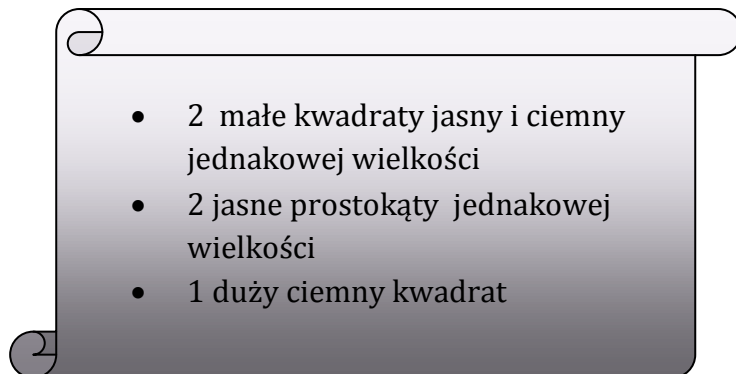 • 2 małe kwadraty jasny i ciemny
jednakowej wielkości
• 2 jasne prostokąty jednakowej
wielkości
• 1 duży ciemny kwadrat